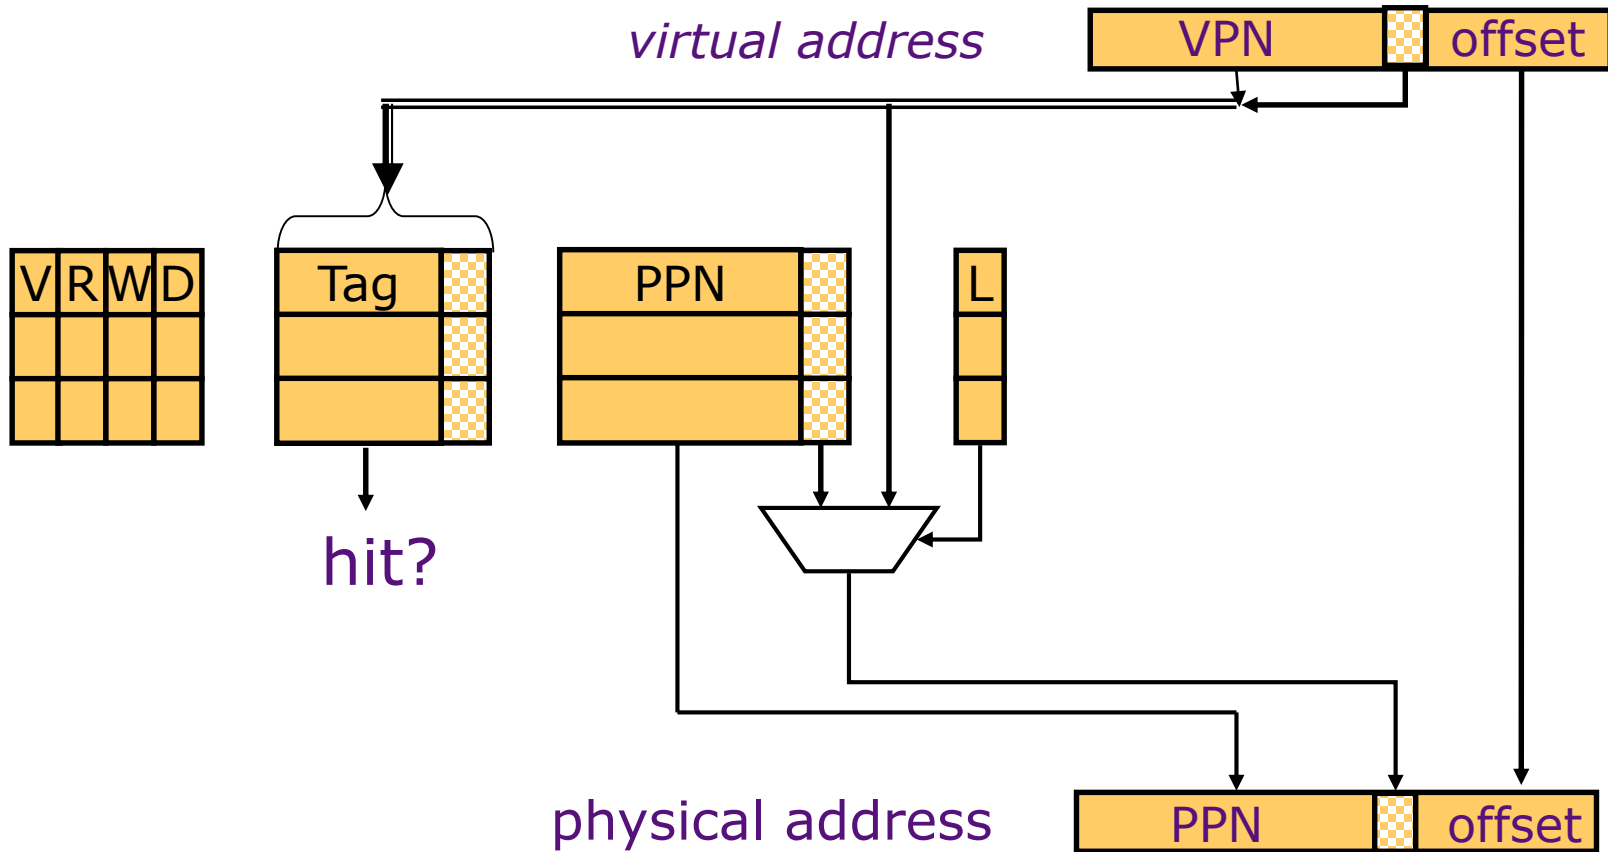 virtual address
VPN offset
V R W D Tag PPN L
hit?
physical address
PPN offset